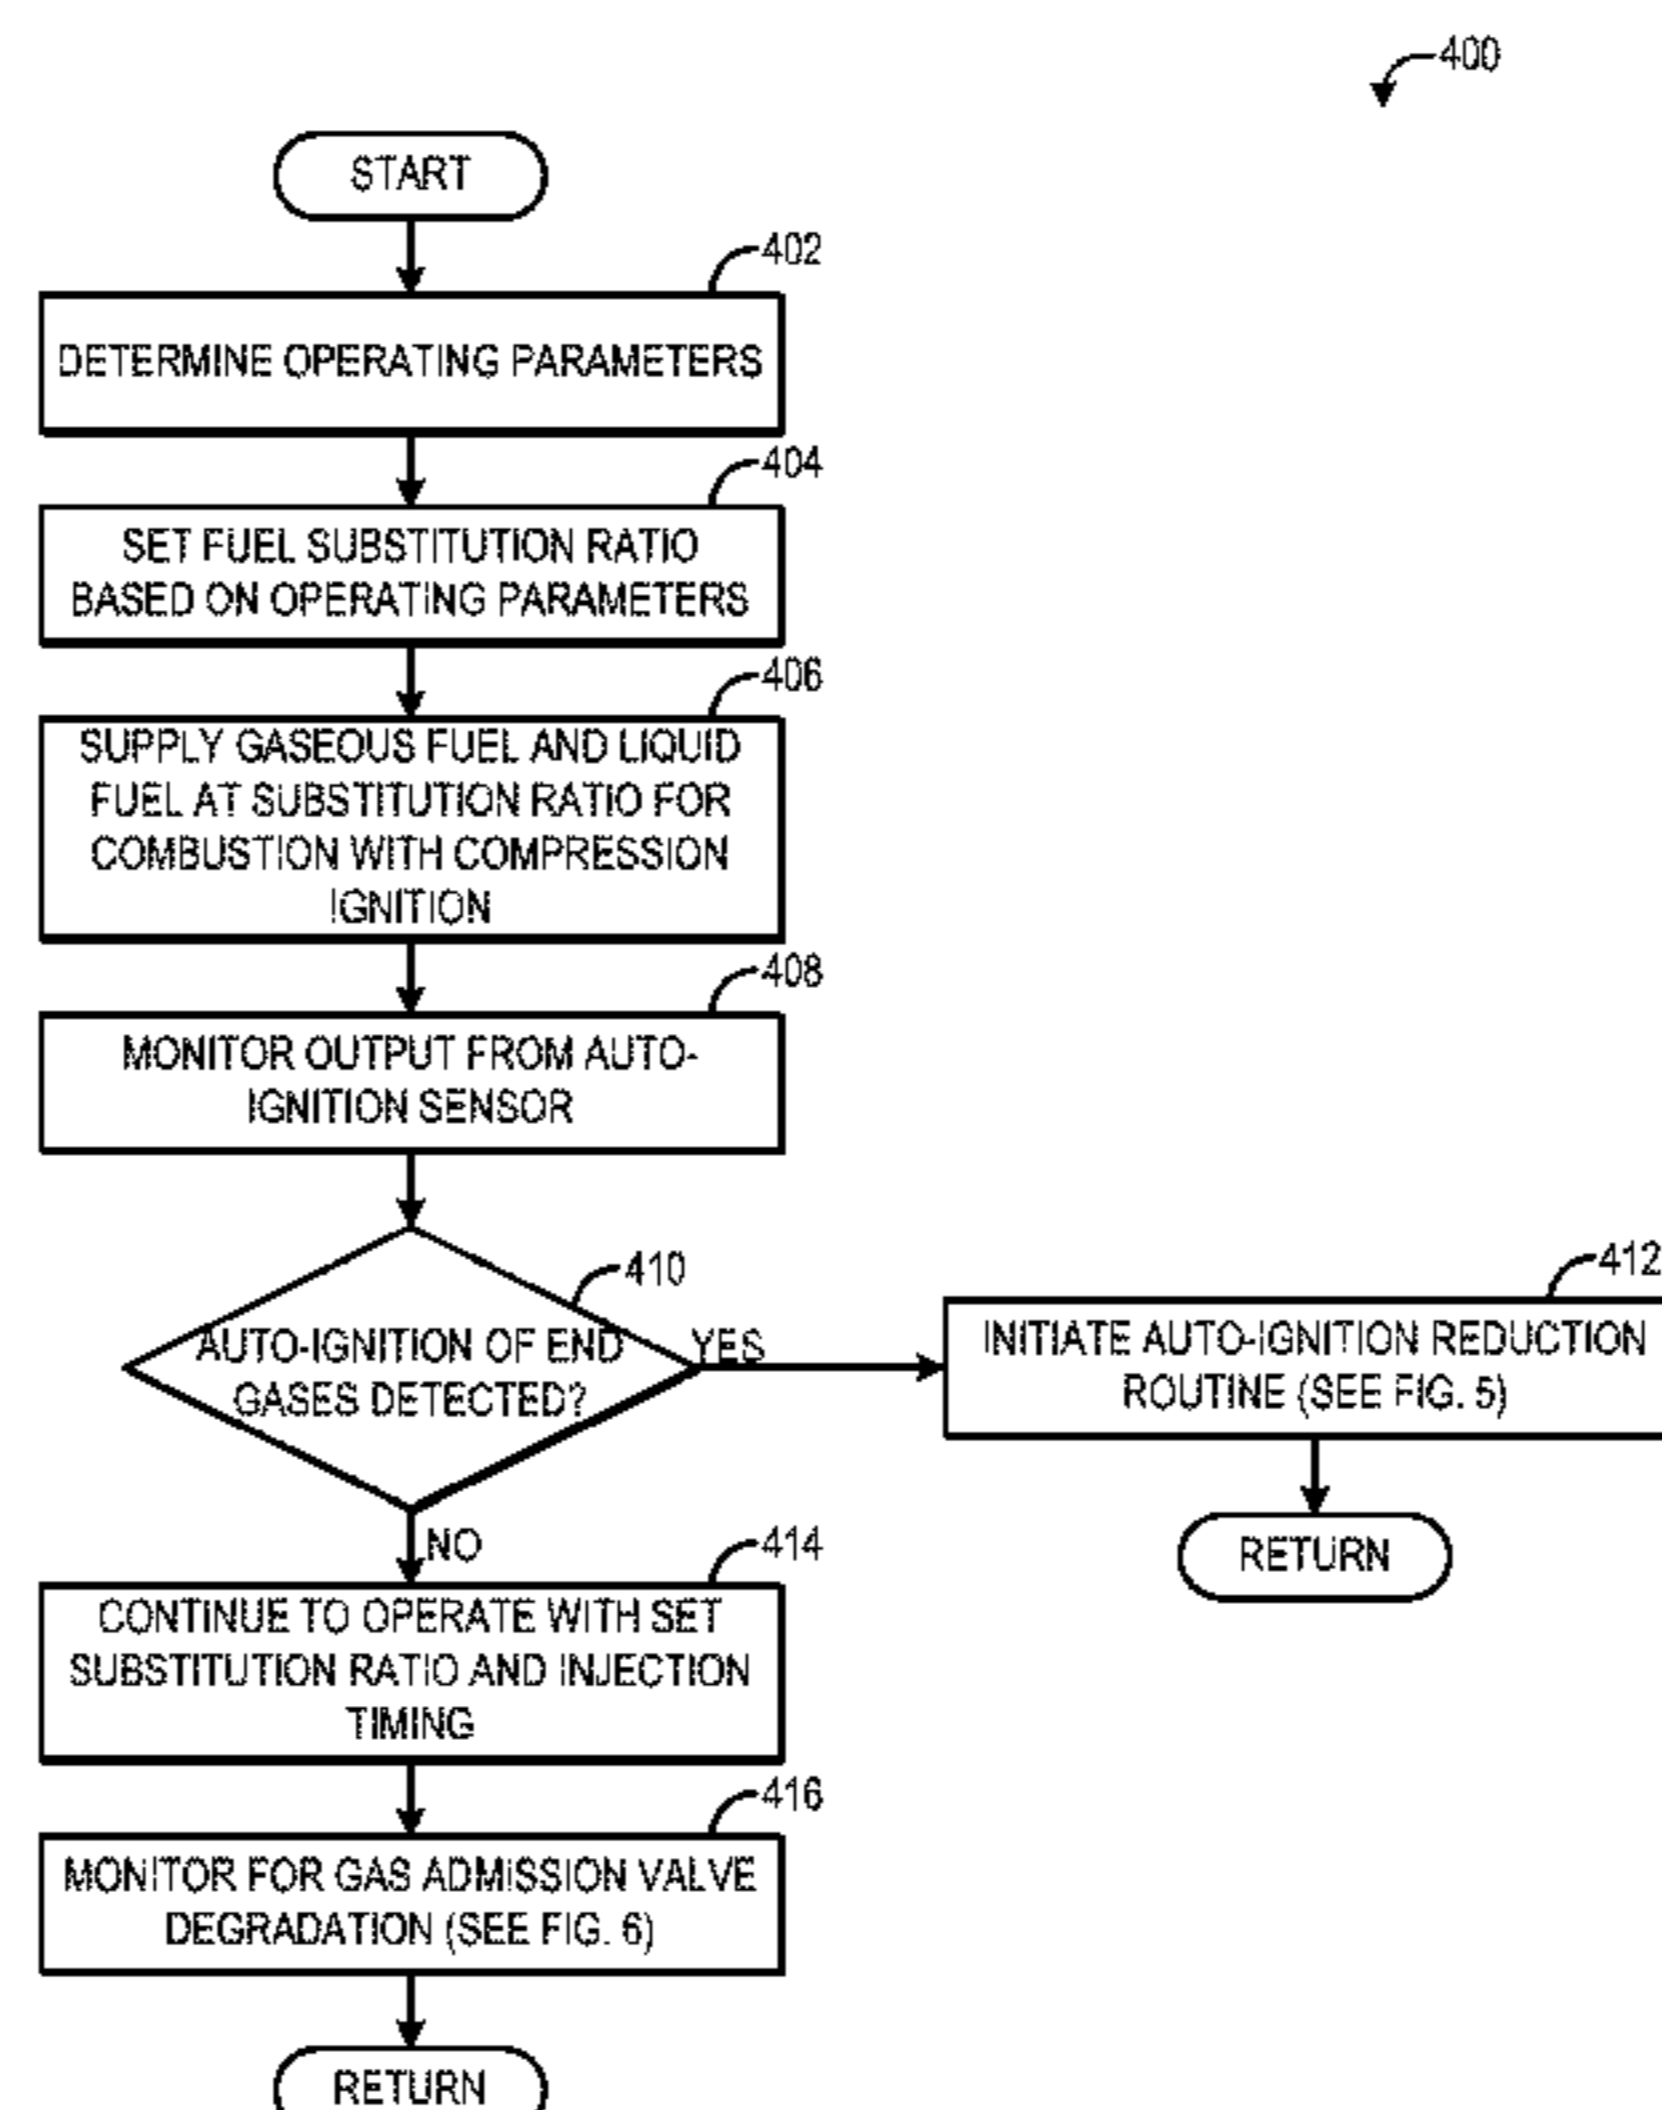 400
START
402
DETERMINE OPERATING PARAMETERS
404
SET FUEL SUBSTITUTION RATIO
BASED ON OPERATING PARAMETERS
406
SUPPLY GASEOUS FUEL AND LIQUID
FUEL AT SUBSTITUTION RATIO FOR
COMBUSTION WITH COMPRESSION
IGNITION
408
MONITOR OUTPUT FROM AUTO-
IGNITION SENSOR
410
AUTO-IGNITION OF END
GASES DETECTED?
YES
412
INITIATE AUTO-IGNITION REDUCTION
ROUTINE (SEE FIG. 5)
RETURN
NO
414
CONTINUE TO OPERATE WITH SET
SUBSTITUTION RATIO AND INJECTION
TIMING
416
MONITOR FOR GAS ADMISSION VALVE
DEGRADATION (SEE FIG. 6)
RETURN